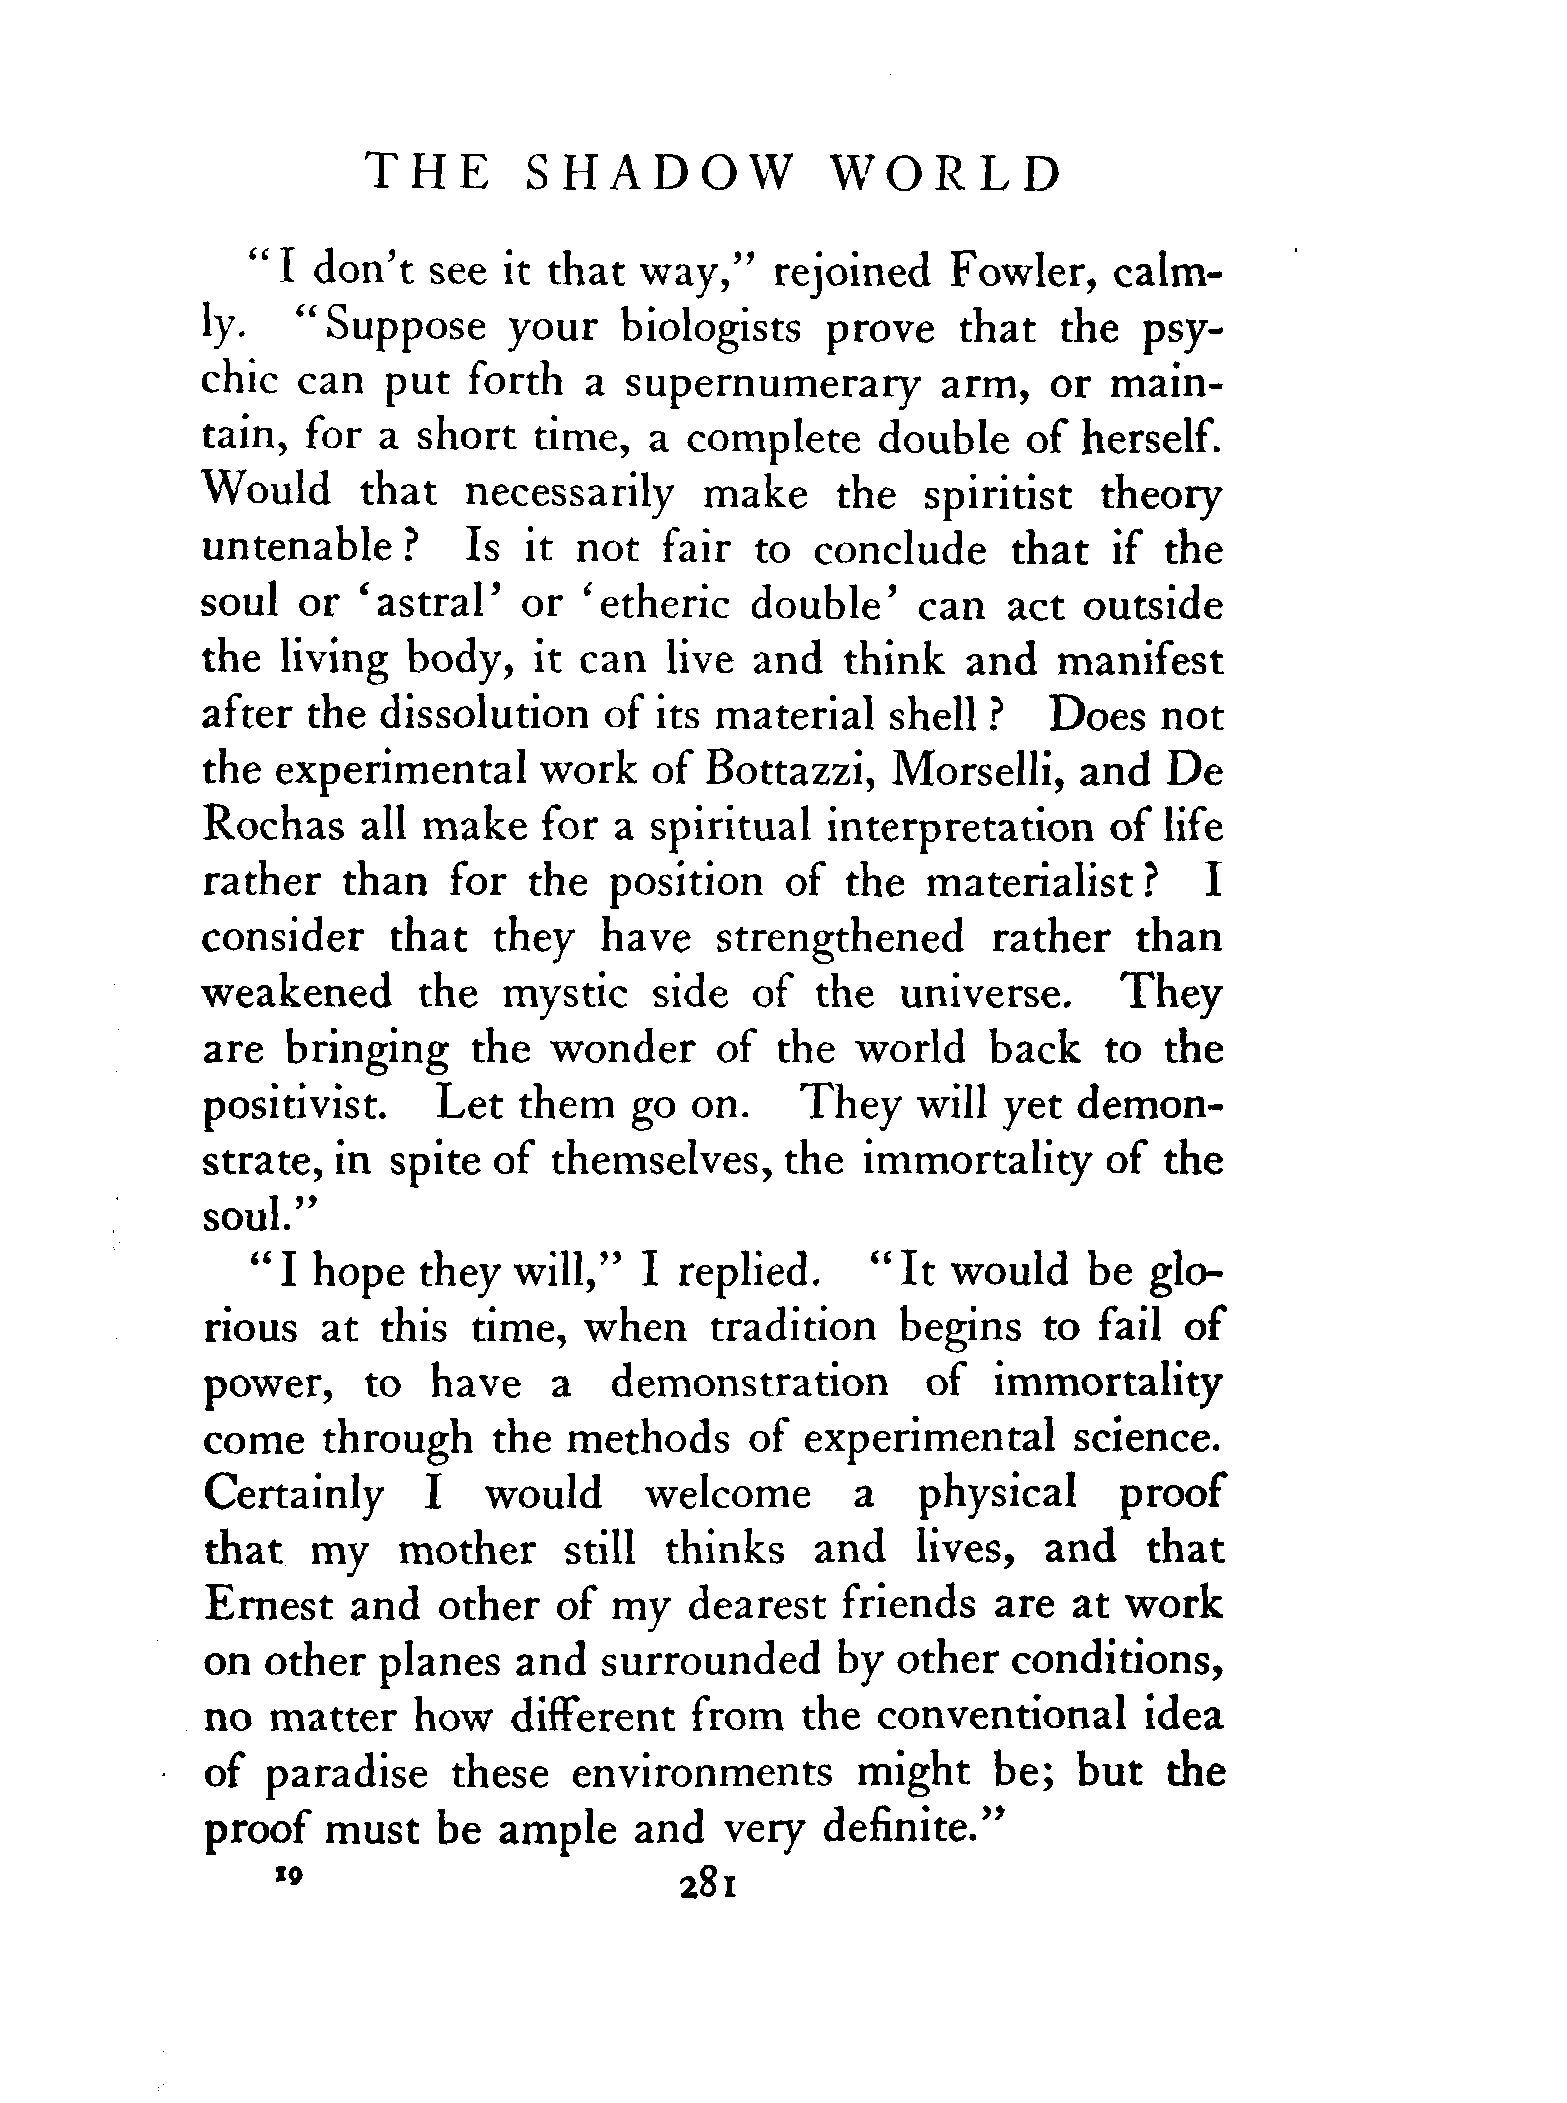 THE SHADOW WORLD
"I don't see it that way," rejoined Fowler, calm-
ly. "Suppose your biologists prove that the psy-
chic can put forth a supernumerary arm, or main-
tain, for a short time, a complete double of herself.
Would that necessarily make the spiritist theory
untenable? Is it not fair to conclude that if the
soul or 'astral' or 'etheric double' can act outside
the living body, it can live and think and manifest
after the dissolution of its material shell? Does not
the experimental work of Bottazzi, Morselli, and De
Rochas all make for a spiritual interpretation of life
rather than for the position of the materialist? I
consider that they have strengthened rather than
weakened the mystic side of the universe. They
are bringing the wonder of the world back to the
positivist. Let them go on. They will yet demon-
strate, in spite of themselves, the immortality of the
soul."
"I hope they will," I replied. "It would be glo-
rious at this time, when tradition begins to fail of
power, to have a demonstration of immortality
come through the methods of experimental science.
Certainly I would welcome a physical proof
that my mother still thinks and lives, and that
Ernest and other of my dearest friends are at work
on other planes and surrounded by other conditions,
no matter how different from the conventional idea
of paradise these environments might be; but the
proof must be ample and very definite."
19 281